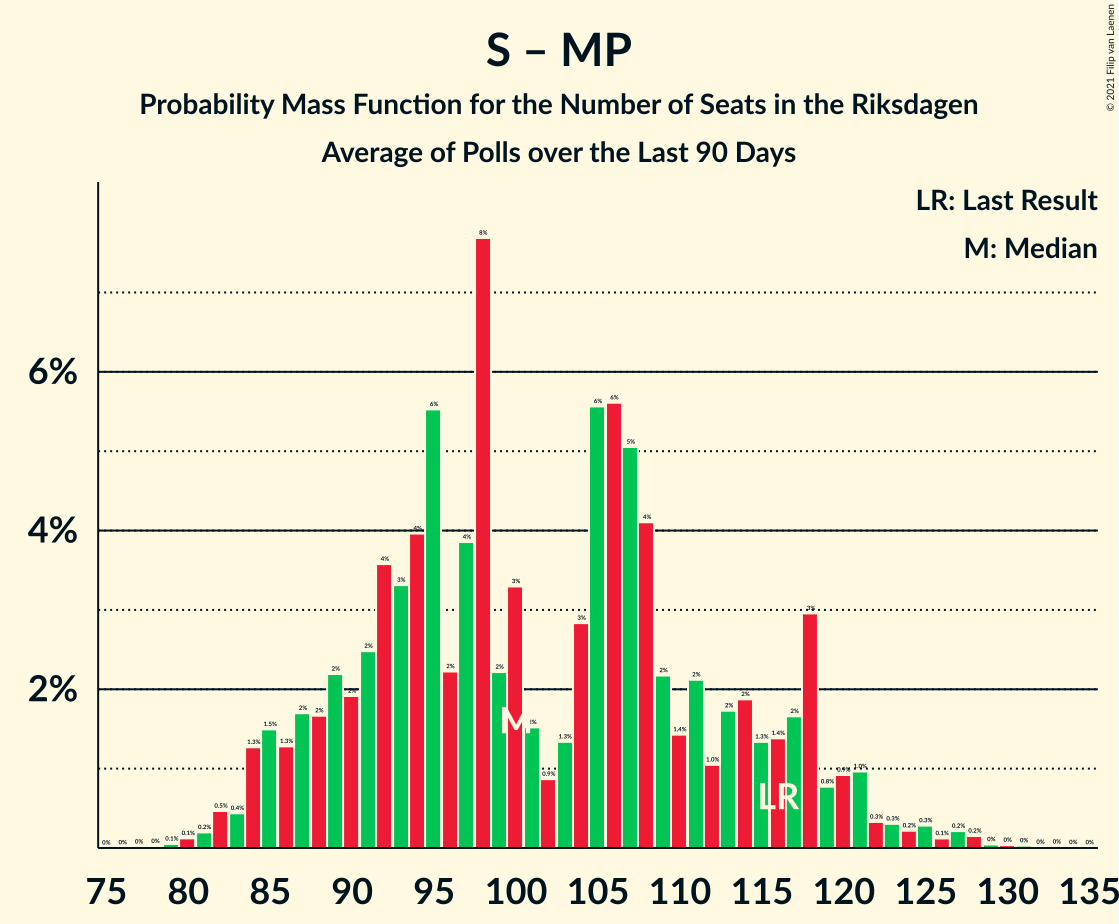 S – MP
Probability Mass Function for the Number of Seats in the Riksdagen
Average of Polls over the Last 90 Days
© 2021 Filip van Laenen
LR: Last Result
M: Median
6%
4%
2%
0% 0% 0% 0% 0.1% 0.1% 0.2% 0.5% 0.4% 1.3% 1.5% 1.3% 2% 2% 2% 2% 2% 4% 3% 4% 6% 2% 4% 8% 2% 3% 0.9% 1.3% 3% 6% 6% 5% 4% 2% 1.4% 2% 1.0% 2% 2% 1.3% 1.4% 2% 3% 0.8% 0.9% 1.0% 0.3% 0.3% 0.2% 0.3% 0.1% 0.2% 0.2% 0% 0% 0% 0% 0% 0% 0%
M
LR
75 80 85 90 95 100 105 110 115 120 125 130 135